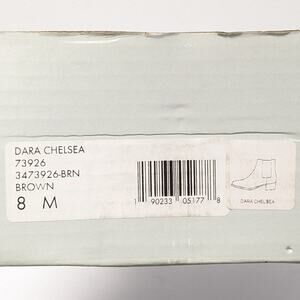 DARA CHELSEA
73926
3473926-BRN
BROWN
8 M
1 90233 05177 8
DARA CHELSEA